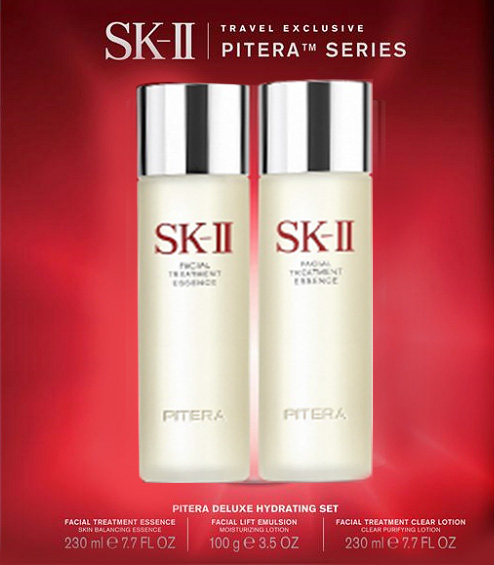 SK-II
TRAVEL EXCLUSIVE
PITERA™ SERIES
SK-II
FACIAL
TREATMENT
ESSENCE
PITERA
SK-II
FACIAL
TREATMENT
ESSENCE
PITERA
PITERA DELUXE HYDRATING SET
FACIAL TREATMENT ESSENCE
SKIN BALANCING ESSENCE
230 ml ℮ 7.7 FL OZ
FACIAL LIFT EMULSION
MOISTURIZING LOTION
100 g ℮ 3.5 OZ
FACIAL TREATMENT CLEAR LOTION
CLEAR PURIFYING LOTION
230 ml ℮ 7.7 FL OZ